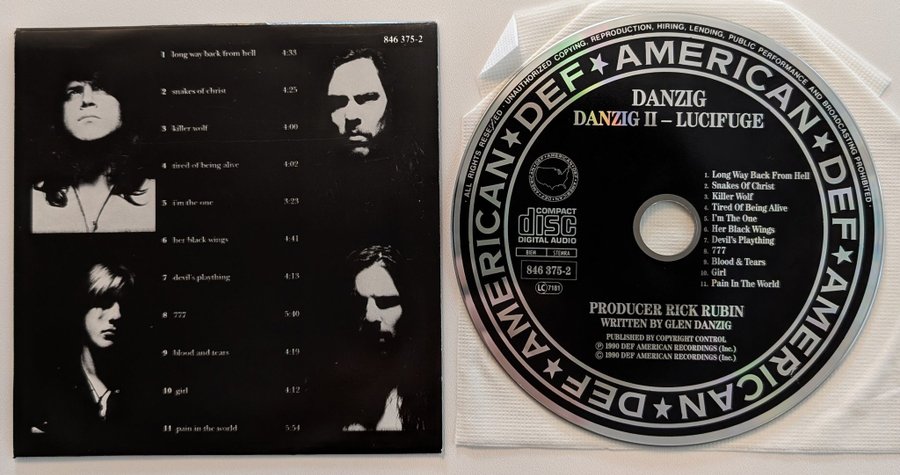 846 375-2
1 long way back from hell 4:33
2 snakes of christ 4:25
3 killer wolf 4:00
4 tired of being alive 4:02
5 i'm the one 3:23
6 her black wings 4:41
7 devil's plaything 4:13
8 777 5:40
9 blood and tears 4:19
10 girl 4:12
11 pain in the world 5:54
· ALL RIGHTS RESERVED · UNAUTHORIZED COPYING, REPRODUCTION, HIRING, LENDING, PUBLIC PERFORMANCE AND BROADCASTING PROHIBITED ·
AMERICAN ★ DEF ★ AMERICAN ★ DEF ★ AMERICAN ★ DEF ★
DANZIG
DANZIG II – LUCIFUGE
DEF AMERICAN
COMPACT
disc
DIGITAL AUDIO
BIEM STEMRA
846 375-2
LC 7181
1. Long Way Back From Hell
2. Snakes Of Christ
3. Killer Wolf
4. Tired Of Being Alive
5. I'm The One
6. Her Black Wings
7. Devil's Plaything
8. 777
9. Blood & Tears
10. Girl
11. Pain In The World
PRODUCER RICK RUBIN
WRITTEN BY GLEN DANZIG
PUBLISHED BY COPYRIGHT CONTROL
℗ 1990 DEF AMERICAN RECORDINGS (Inc.)
© 1990 DEF AMERICAN RECORDINGS (Inc.)